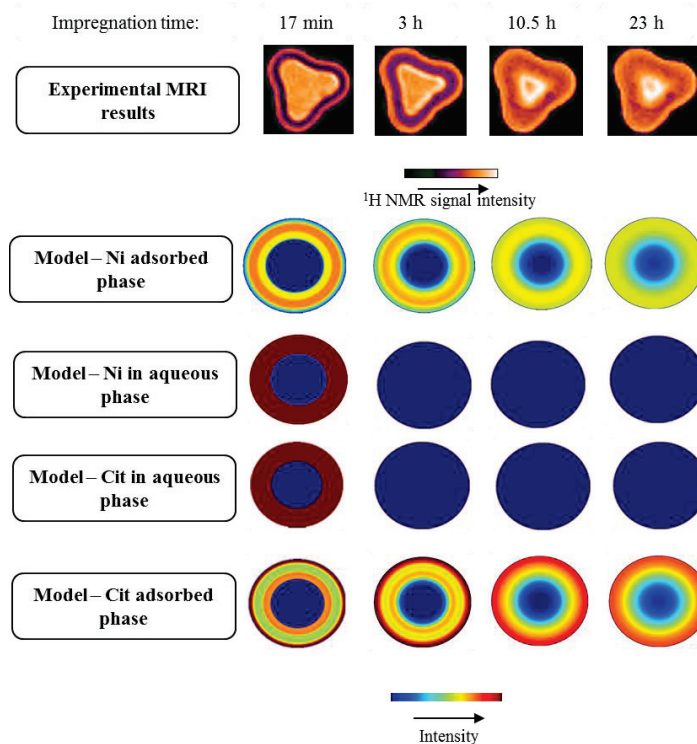 Impregnation time: 17 min 3 h 10.5 h 23 h
Experimental MRI
results
¹H NMR signal intensity
Model – Ni adsorbed
phase
Model – Ni in aqueous
phase
Model – Cit in aqueous
phase
Model – Cit adsorbed
phase
Intensity